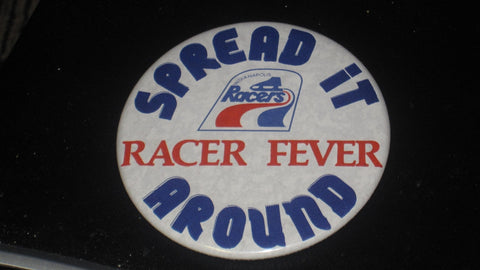 SPREAD iT
INDIANAPOLIS
Racers
RACER FEVER
AROUND